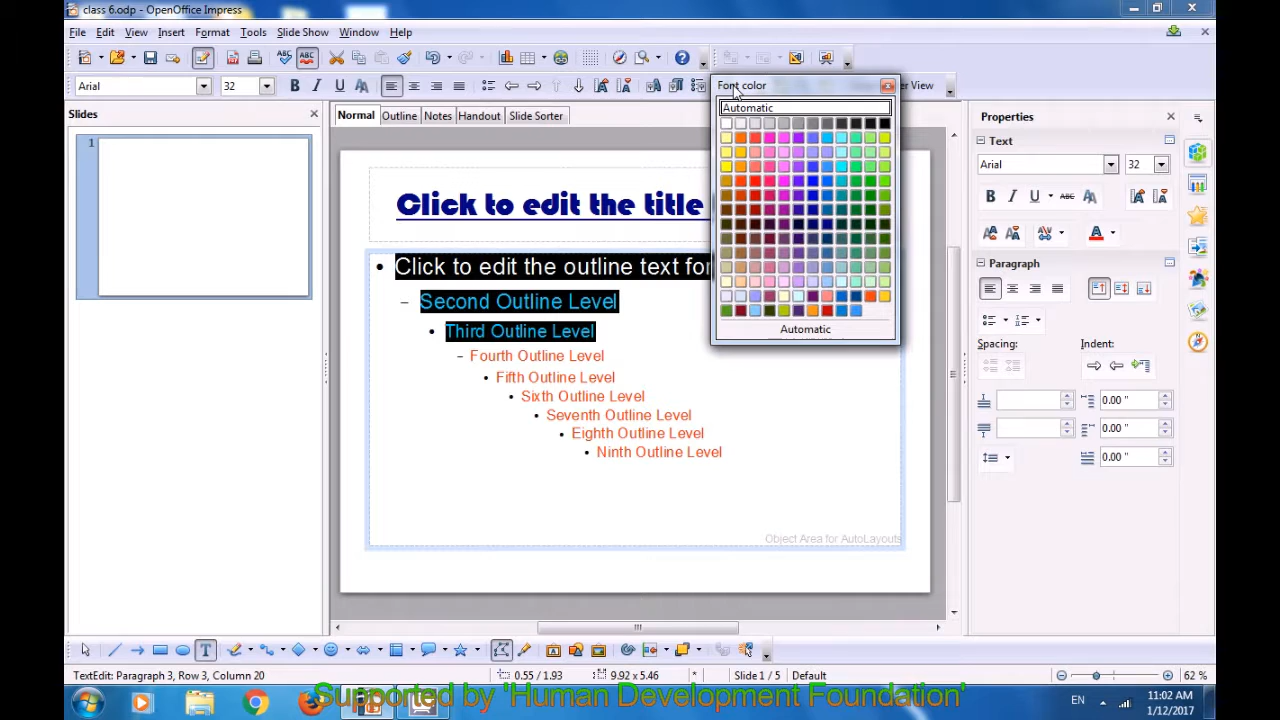 class 6.odp - OpenOffice Impress
File Edit View Insert Format Tools Slide Show Window Help
Arial 32 Font color er View
Automatic
Slides
Normal Outline Notes Handout Slide Sorter
Properties
1
Text
Arial 32
Click to edit the title
Click to edit the outline text for
Second Outline Level
Third Outline Level
Fourth Outline Level
Fifth Outline Level
Sixth Outline Level
Seventh Outline Level
Eighth Outline Level
Ninth Outline Level
Object Area for AutoLayouts
Automatic
Paragraph
Spacing: Indent:
0.00 "
0.00 "
0.00 "
TextEdit: Paragraph 3, Row 3, Column 20 0.55 / 1.93 9.92 x 5.46 * Slide 1 / 5 Default 62 %
Supported by 'Human Development Foundation'
EN 11:02 AM
1/12/2017